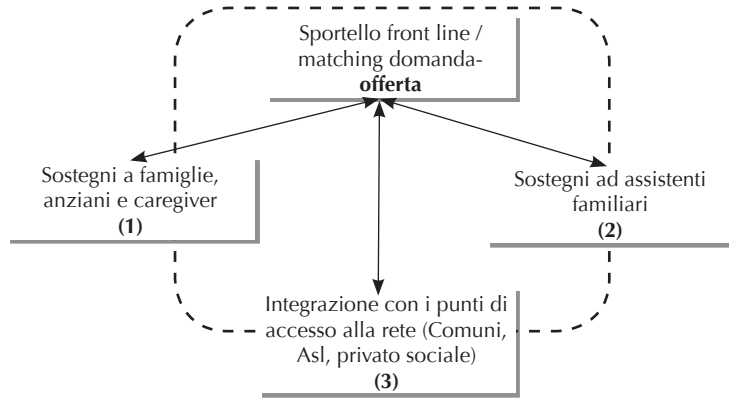 Sportello front line /
matching domanda-
offerta
Sostegni a famiglie,
anziani e caregiver
(1)
Sostegni ad assistenti
familiari
(2)
Integrazione con i punti di
accesso alla rete (Comuni,
Asl, privato sociale)
(3)